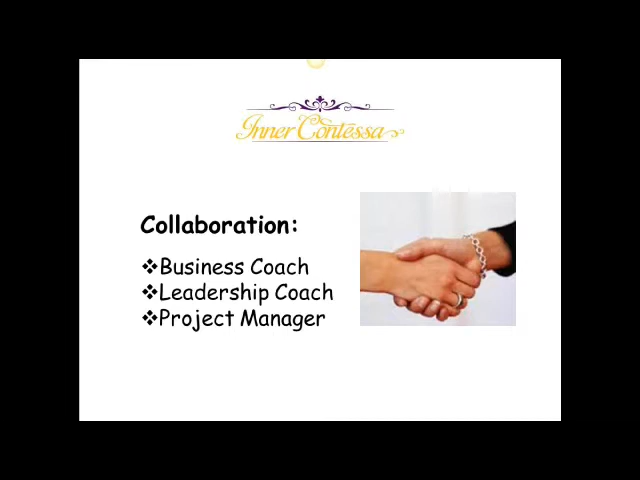 Inner Contessa
Collaboration:
❖Business Coach
❖Leadership Coach
❖Project Manager